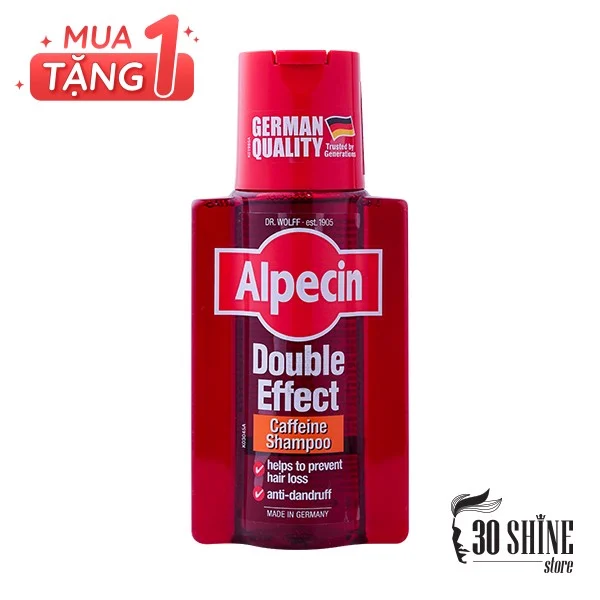 MUA
TẶNG 1
GERMAN
QUALITY
Trusted by
Generations
DR. WOLFF · est. 1905
Alpecin
Double
Effect
Caffeine
Shampoo
helps to prevent
hair loss
anti-dandruff
MADE IN GERMANY
30 SHINE
store